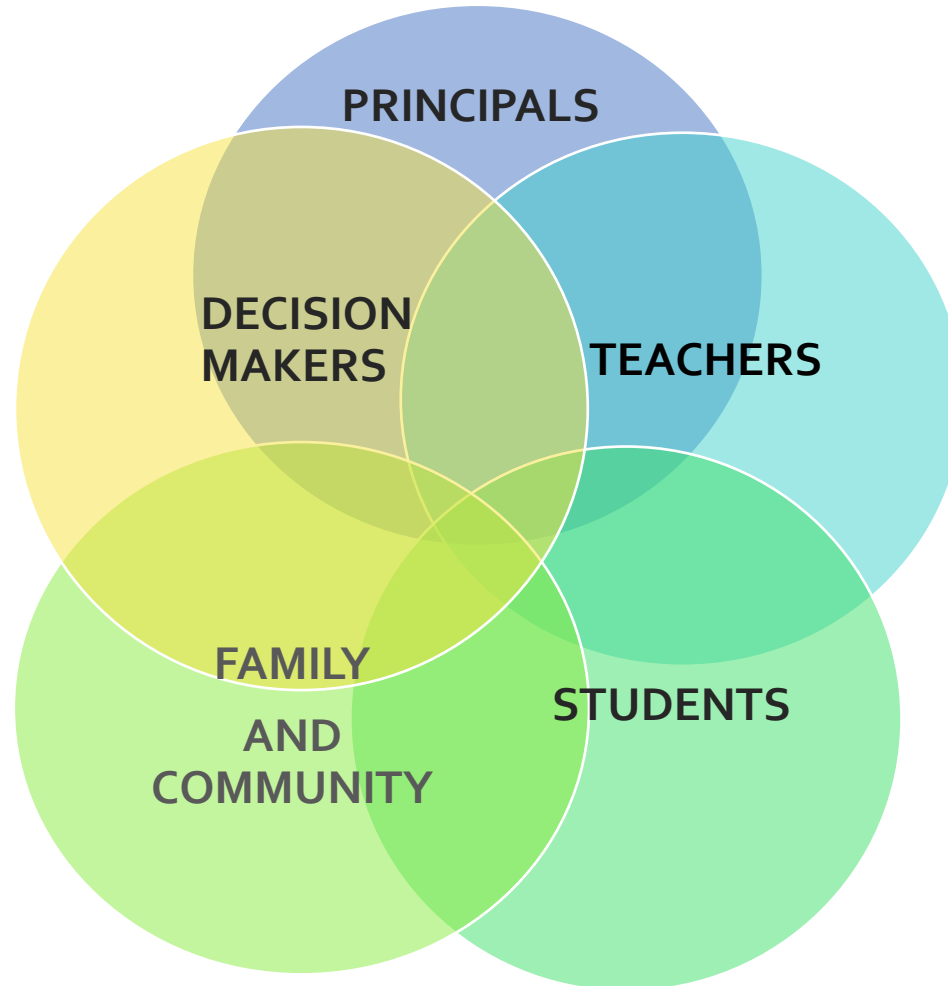 PRINCIPALS
DECISION
MAKERS
TEACHERS
FAMILY
AND
COMMUNITY
STUDENTS